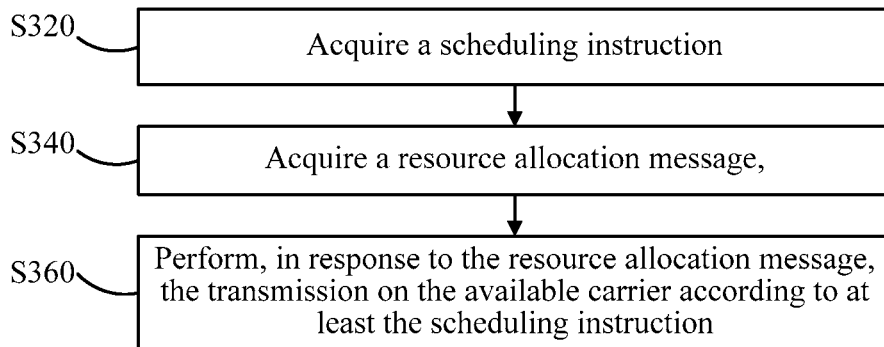 S320
Acquire a scheduling instruction
S340
Acquire a resource allocation message,
S360
Perform, in response to the resource allocation message,
the transmission on the available carrier according to at
least the scheduling instruction